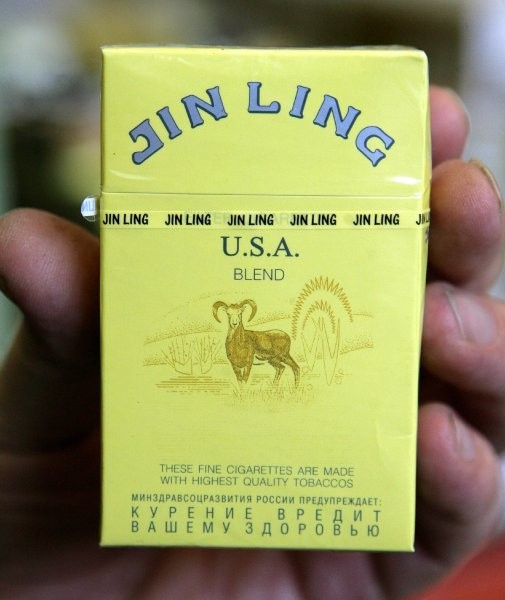 JIN LING
JIN LING JIN LING JIN LING JIN LING JIN LING
U.S.A.
BLEND
THESE FINE CIGARETTES ARE MADE
WITH HIGHEST QUALITY TOBACCOS
МИНЗДРАВСОЦРАЗВИТИЯ РОССИИ ПРЕДУПРЕЖДАЕТ:
КУРЕНИЕ ВРЕДИТ
ВАШЕМУ ЗДОРОВЬЮ